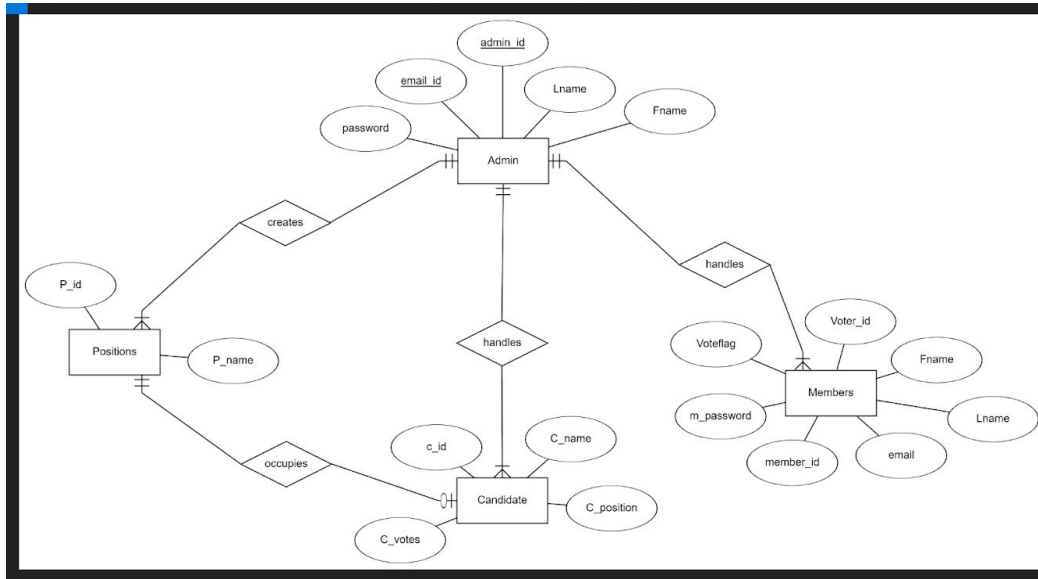 admin_id
email_id
Lname
Fname
password
Admin
creates
handles
P_id
Positions
P_name
handles
Voter_id
Voteflag
Fname
Members
m_password
Lname
member_id
email
occupies
c_id
C_name
Candidate
C_position
C_votes